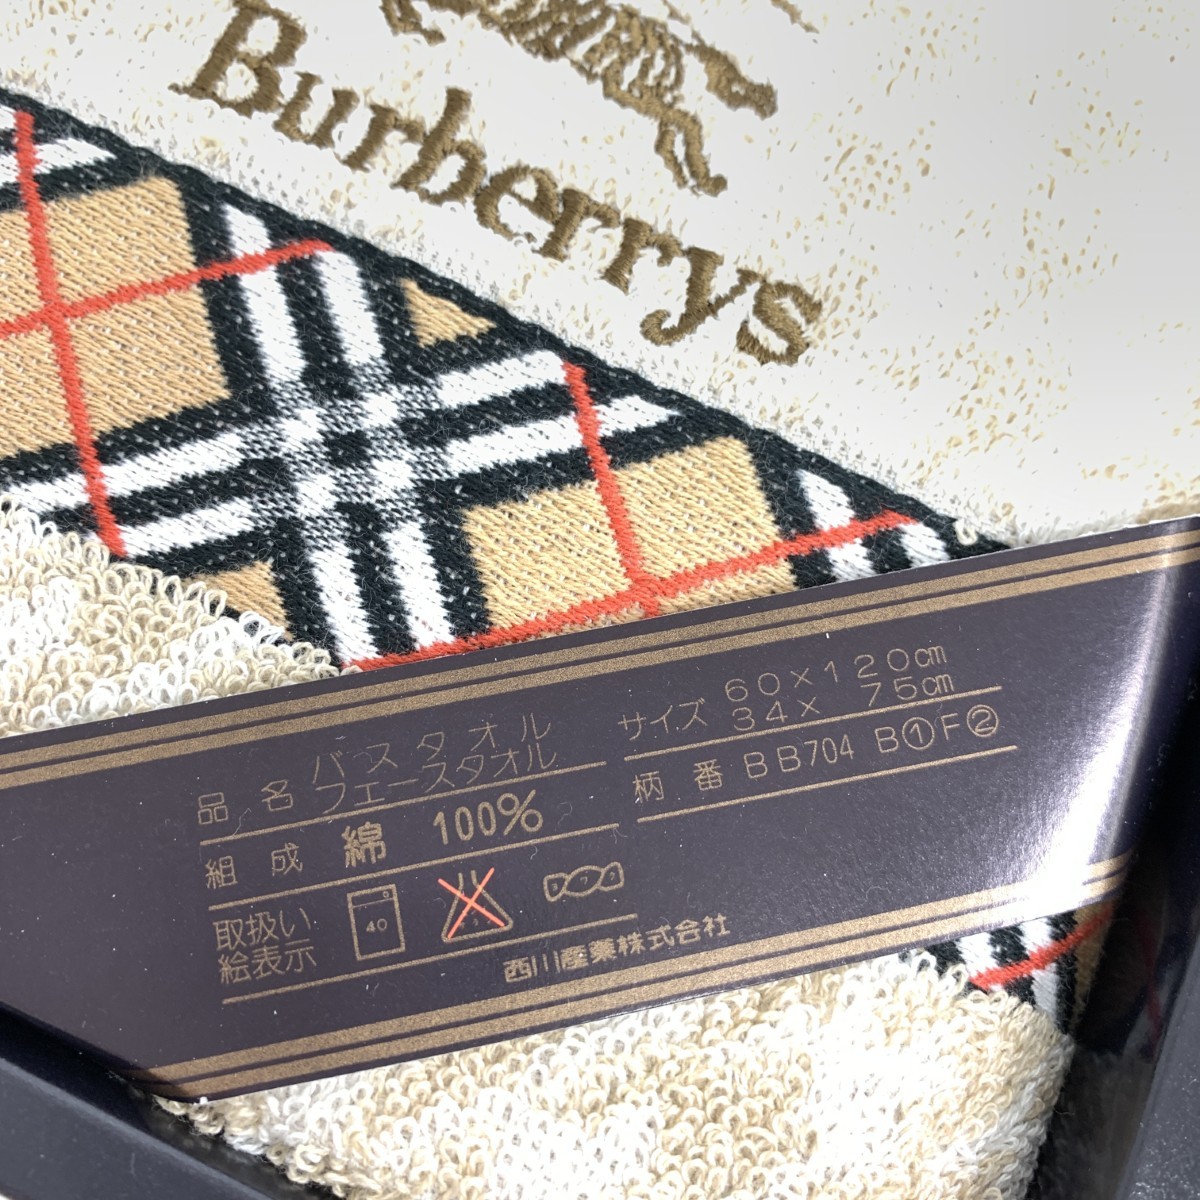 Burberrys
品名 バスタオル
フェースタオル
サイズ 60×120cm
34× 75cm
組成 綿 100%
柄番 BB704 B①F②
取扱い
絵表示
40
西川産業株式会社